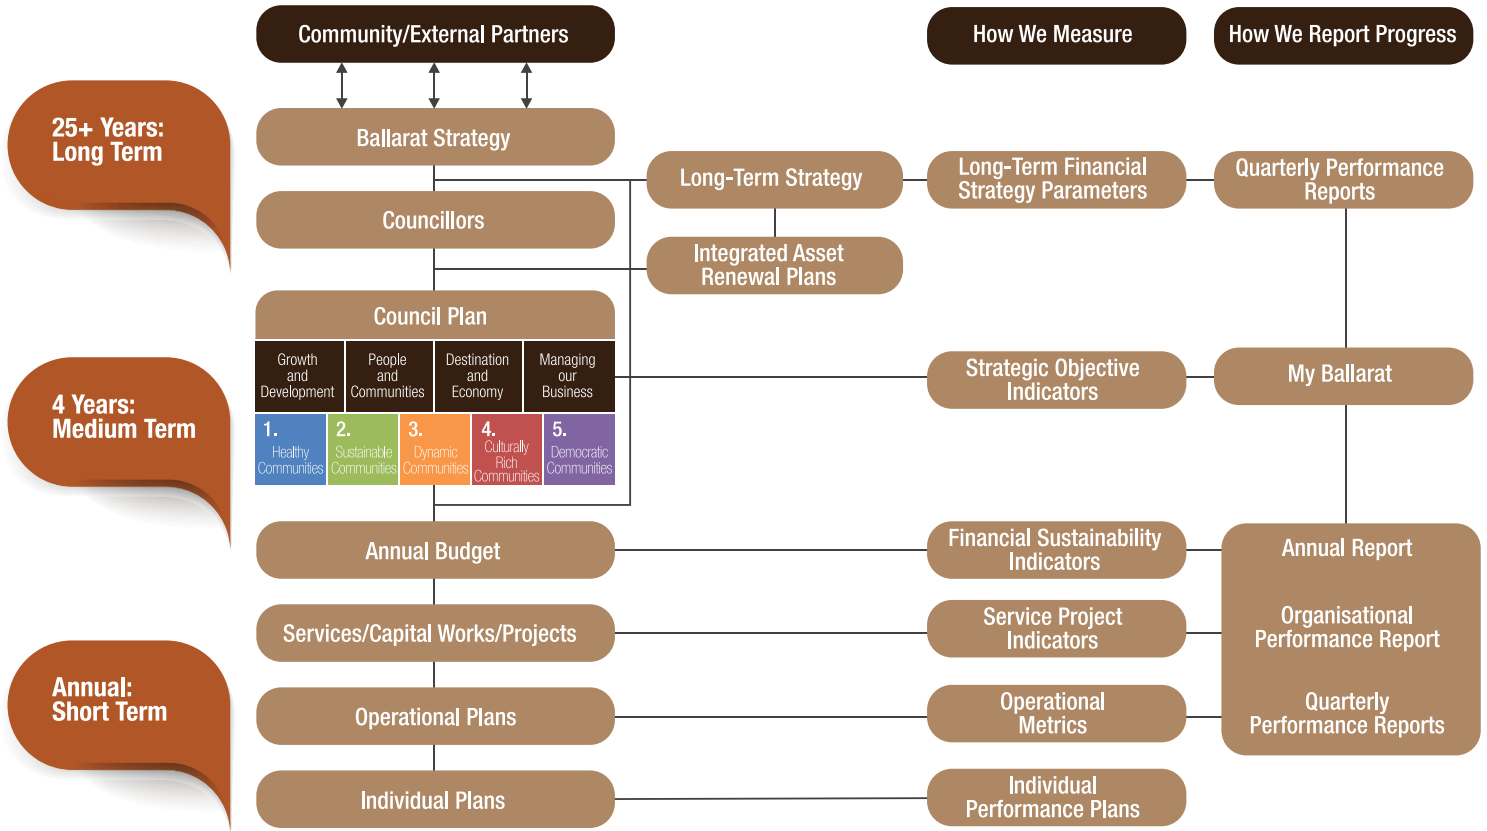 Community/External Partners
How We Measure
How We Report Progress
25+ Years:
Long Term
Ballarat Strategy
Long-Term Strategy
Long-Term Financial
Strategy Parameters
Quarterly Performance
Reports
Councillors
Integrated Asset
Renewal Plans
Council Plan
Growth
and
Development
People
and
Communities
Destination
and
Economy
Managing
our
Business
Strategic Objective
Indicators
My Ballarat
4 Years:
Medium Term
1.
Healthy
Communities
2.
Sustainable
Communities
3.
Dynamic
Communities
4.
Culturally
Rich
Communities
5.
Democratic
Communities
Annual Budget
Financial Sustainability
Indicators
Annual Report
Services/Capital Works/Projects
Service Project
Indicators
Organisational
Performance Report
Annual:
Short Term
Operational Plans
Operational
Metrics
Quarterly
Performance Reports
Individual Plans
Individual
Performance Plans